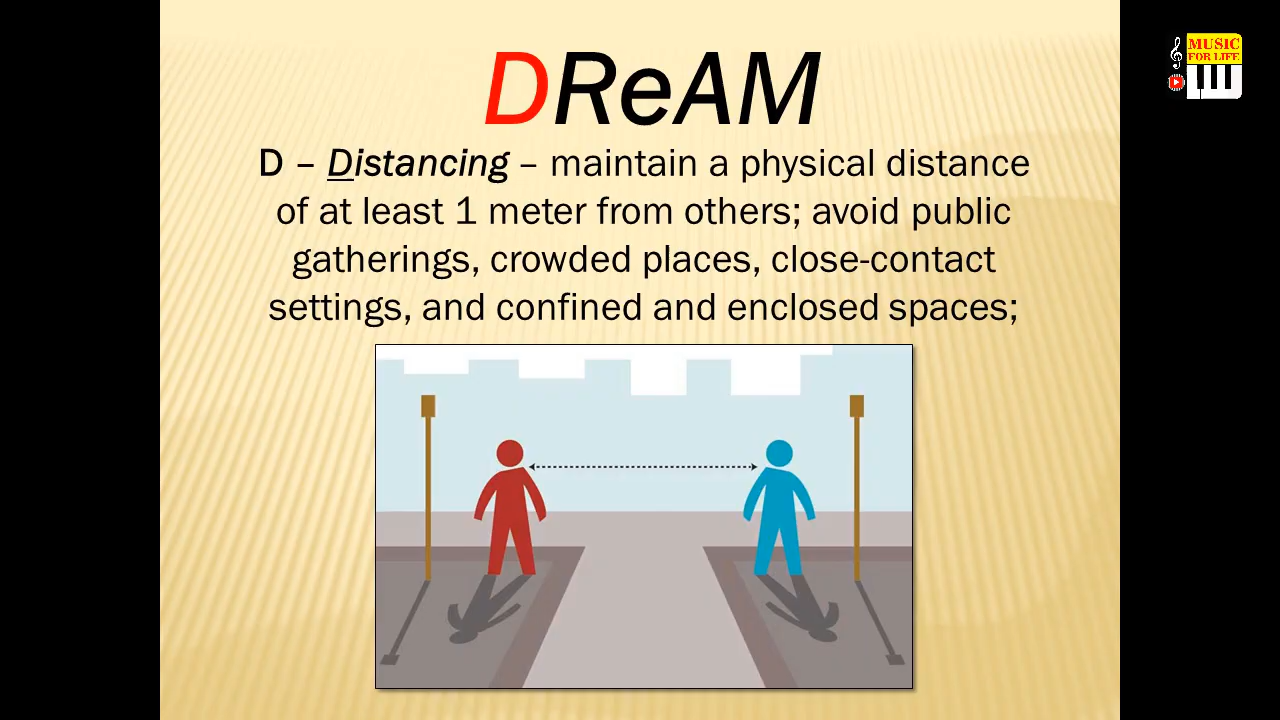 DReAM
D – Distancing – maintain a physical distance
of at least 1 meter from others; avoid public
gatherings, crowded places, close-contact
settings, and confined and enclosed spaces;
MUSIC
FOR LIFE